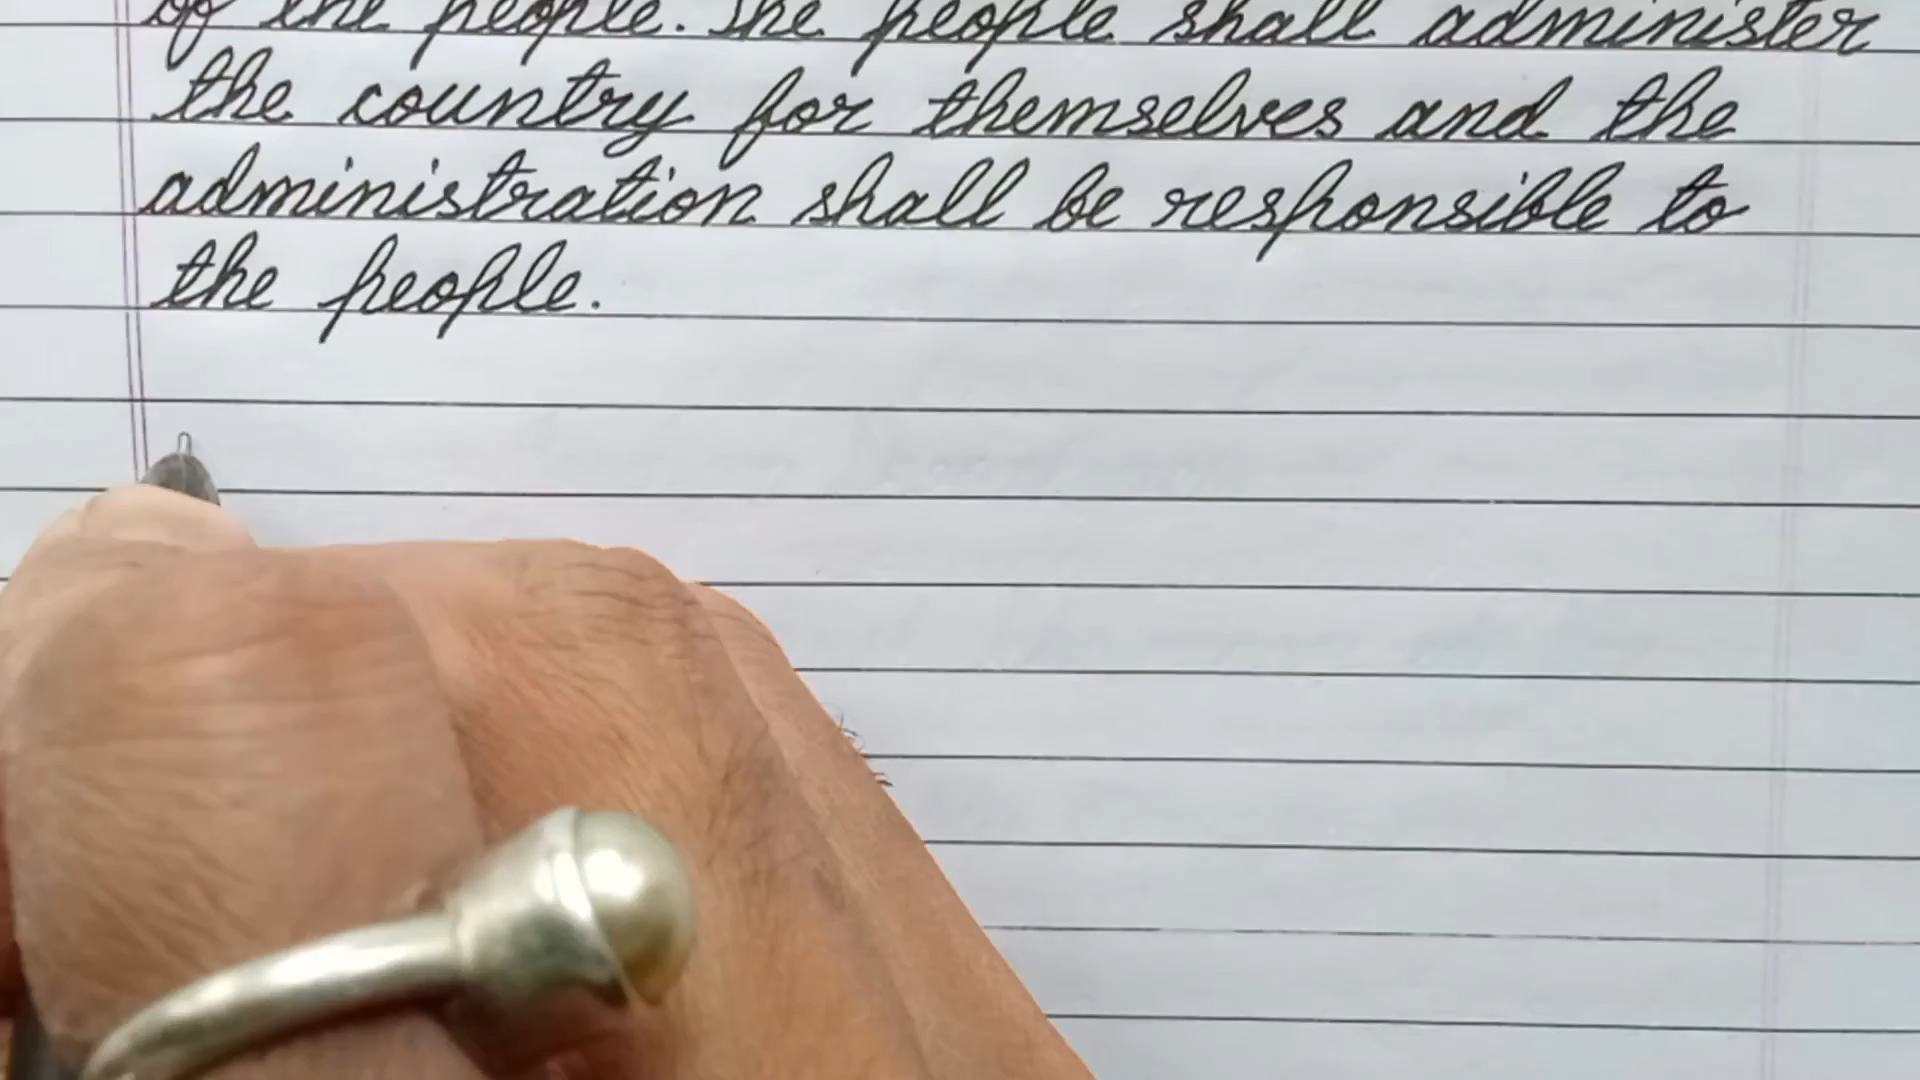 of the people. The people shall administer
the country for themselves and the
administration shall be responsible to
the people.